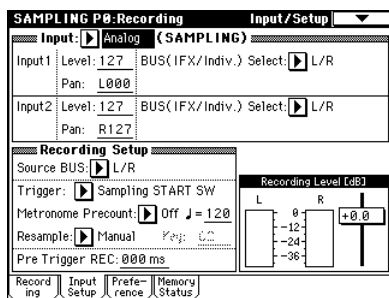 SAMPLING P0:Recording Input/Setup
Input: Analog (SAMPLING)
Input1 Level: 127 BUS(IFX/Indiv.) Select: L/R
Pan: L000
Input2 Level: 127 BUS(IFX/Indiv.) Select: L/R
Pan: R127
Recording Setup
Source BUS: L/R
Trigger: Sampling START SW
Metronome Precount: Off ♩= 120
Resample: Manual Key: C2
Pre Trigger REC: 000 ms
Recording Level [dB]
L R
0
+0.0
-12
-24
-36
Record
ing
Input
Setup
Prefe-
rence
Memory
Status